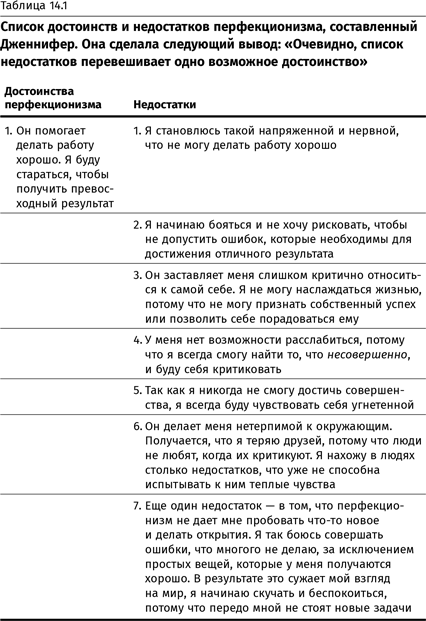 Таблица 14.1
Список достоинств и недостатков перфекционизма, составленный
Дженнифер. Она сделала следующий вывод: «Очевидно, список
недостатков перевешивает одно возможное достоинство»
Достоинства
перфекционизма
Недостатки
1. Он помогает
делать работу
хорошо. Я буду
стараться, чтобы
получить превос-
ходный результат
1. Я становлюсь такой напряженной и нервной,
что не могу делать работу хорошо
2. Я начинаю бояться и не хочу рисковать, чтобы
не допустить ошибок, которые необходимы для
достижения отличного результата
3. Он заставляет меня слишком критично относить-
ся к самой себе. Я не могу наслаждаться жизнью,
потому что не могу признать собственный успех
или позволить себе порадоваться ему
4. У меня нет возможности расслабиться, потому
что я всегда смогу найти то, что несовершенно,
и буду себя критиковать
5. Так как я никогда не смогу достичь совершен-
ства, я всегда буду чувствовать себя угнетенной
6. Он делает меня нетерпимой к окружающим.
Получается, что я теряю друзей, потому что люди
не любят, когда их критикуют. Я нахожу в людях
столько недостатков, что уже не способна
испытывать к ним теплые чувства
7. Еще один недостаток — в том, что перфекцио-
низм не дает мне пробовать что-то новое
и делать открытия. Я так боюсь совершать
ошибки, что многого не делаю, за исключением
простых вещей, которые у меня получаются
хорошо. В результате это сужает мой взгляд
на мир, я начинаю скучать и беспокоиться,
потому что передо мной не стоят новые задачи